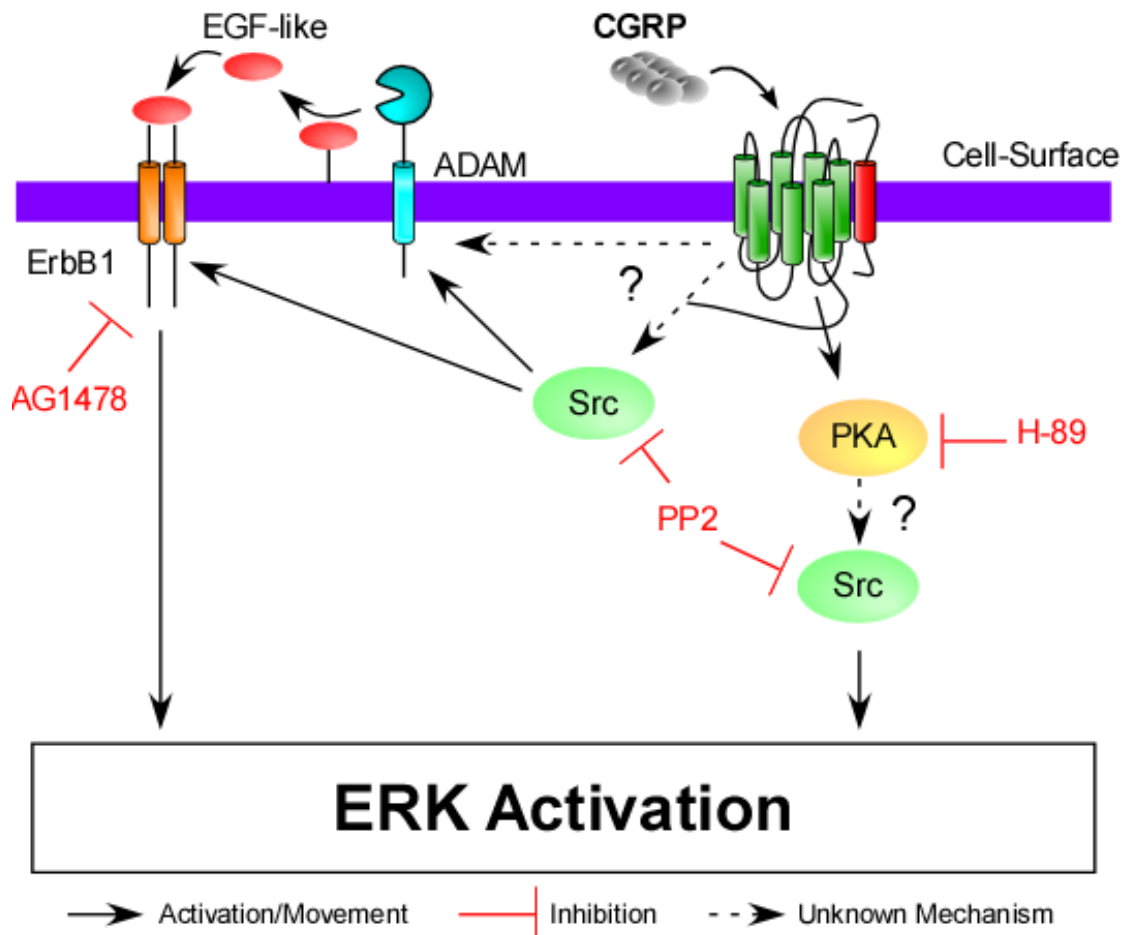 EGF-like
CGRP
ADAM
Cell-Surface
ErbB1
?
AG1478
Src
PKA
H-89
PP2
?
Src
ERK Activation
Activation/Movement
Inhibition
Unknown Mechanism